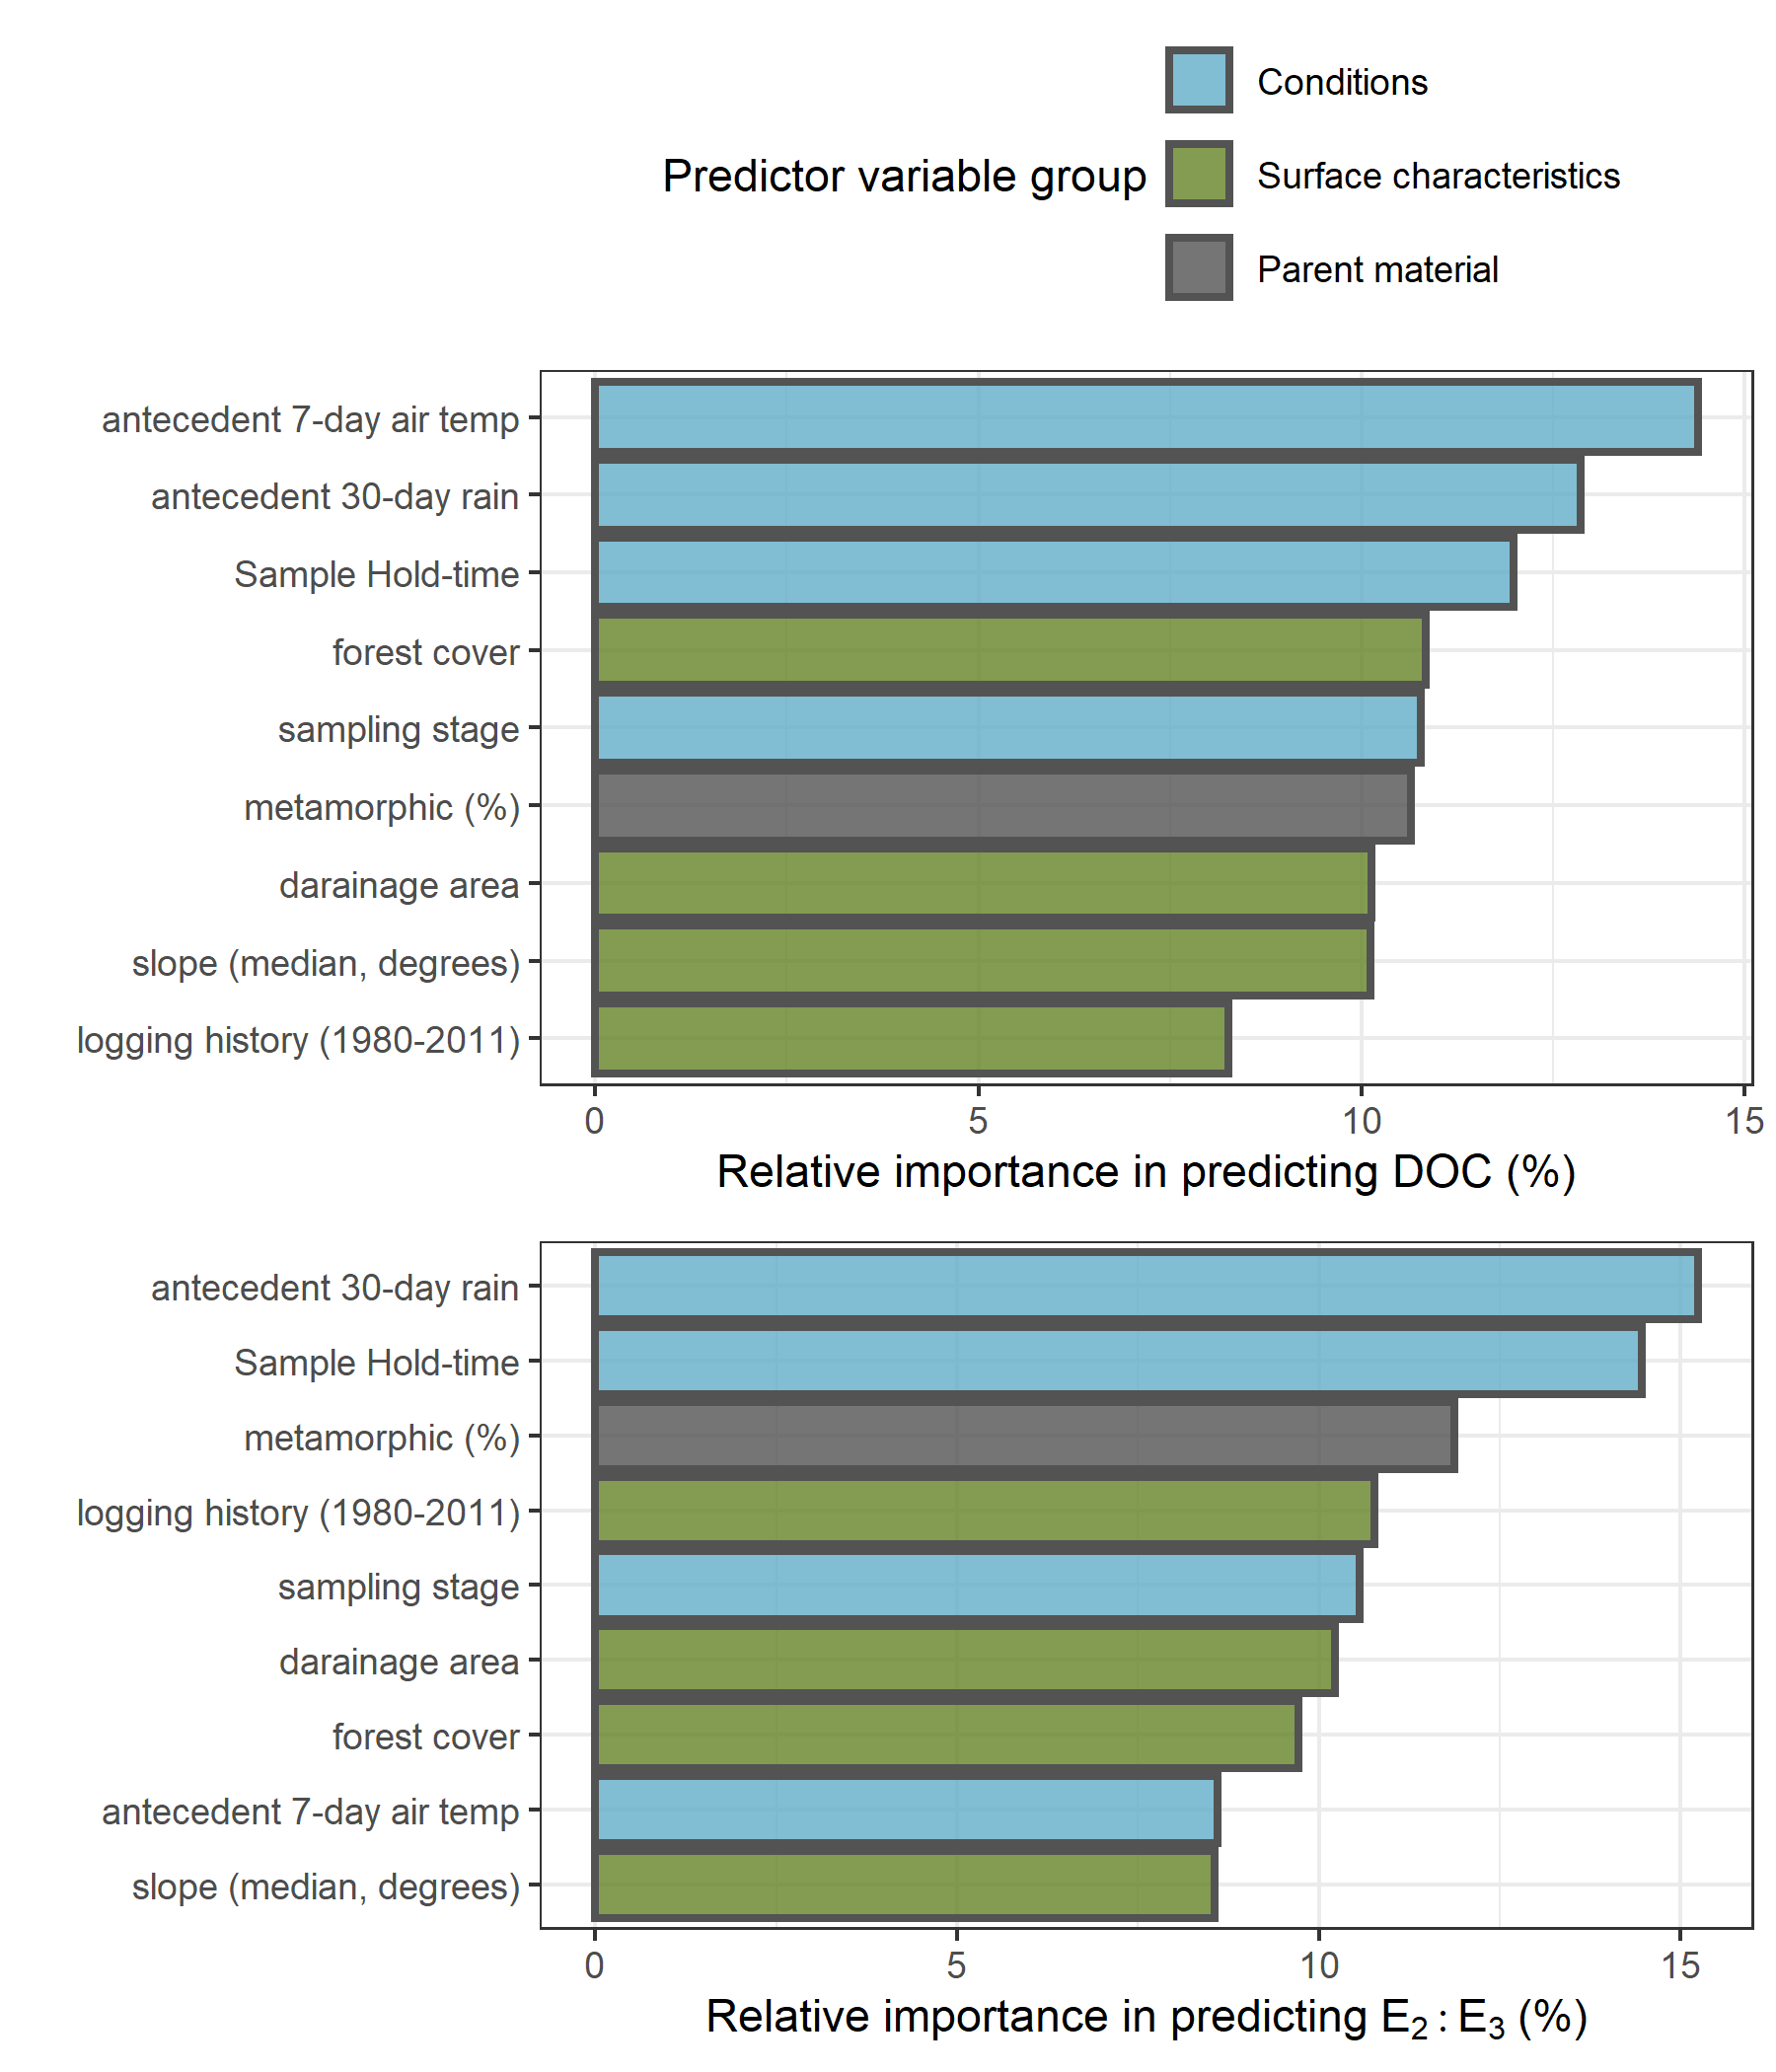 Predictor variable group
Conditions
Surface characteristics
Parent material
antecedent 7-day air temp
antecedent 30-day rain
Sample Hold-time
forest cover
sampling stage
metamorphic (%)
darainage area
slope (median, degrees)
logging history (1980-2011)
0 5 10 15
Relative importance in predicting DOC (%)
antecedent 30-day rain
Sample Hold-time
metamorphic (%)
logging history (1980-2011)
sampling stage
darainage area
forest cover
antecedent 7-day air temp
slope (median, degrees)
0 5 10 15
Relative importance in predicting E₂ : E₃ (%)